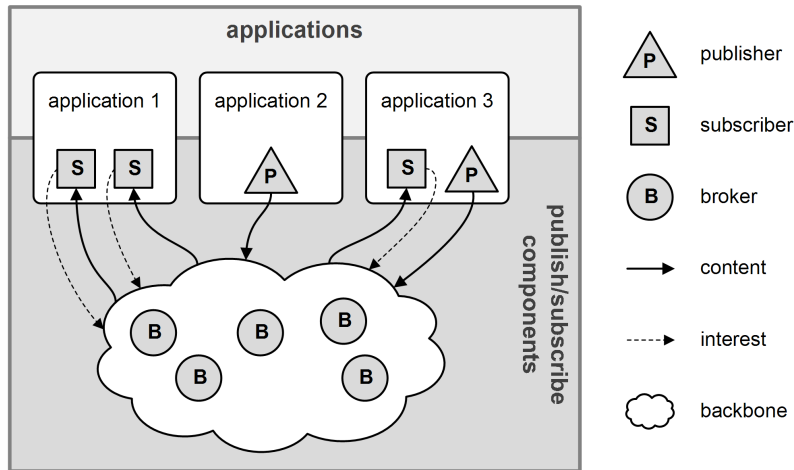 applications
application 1
application 2
application 3
S
S
P
S
P
publish/subscribe
components
B
B
B
B
B
P
publisher
S
subscriber
B
broker
content
interest
backbone